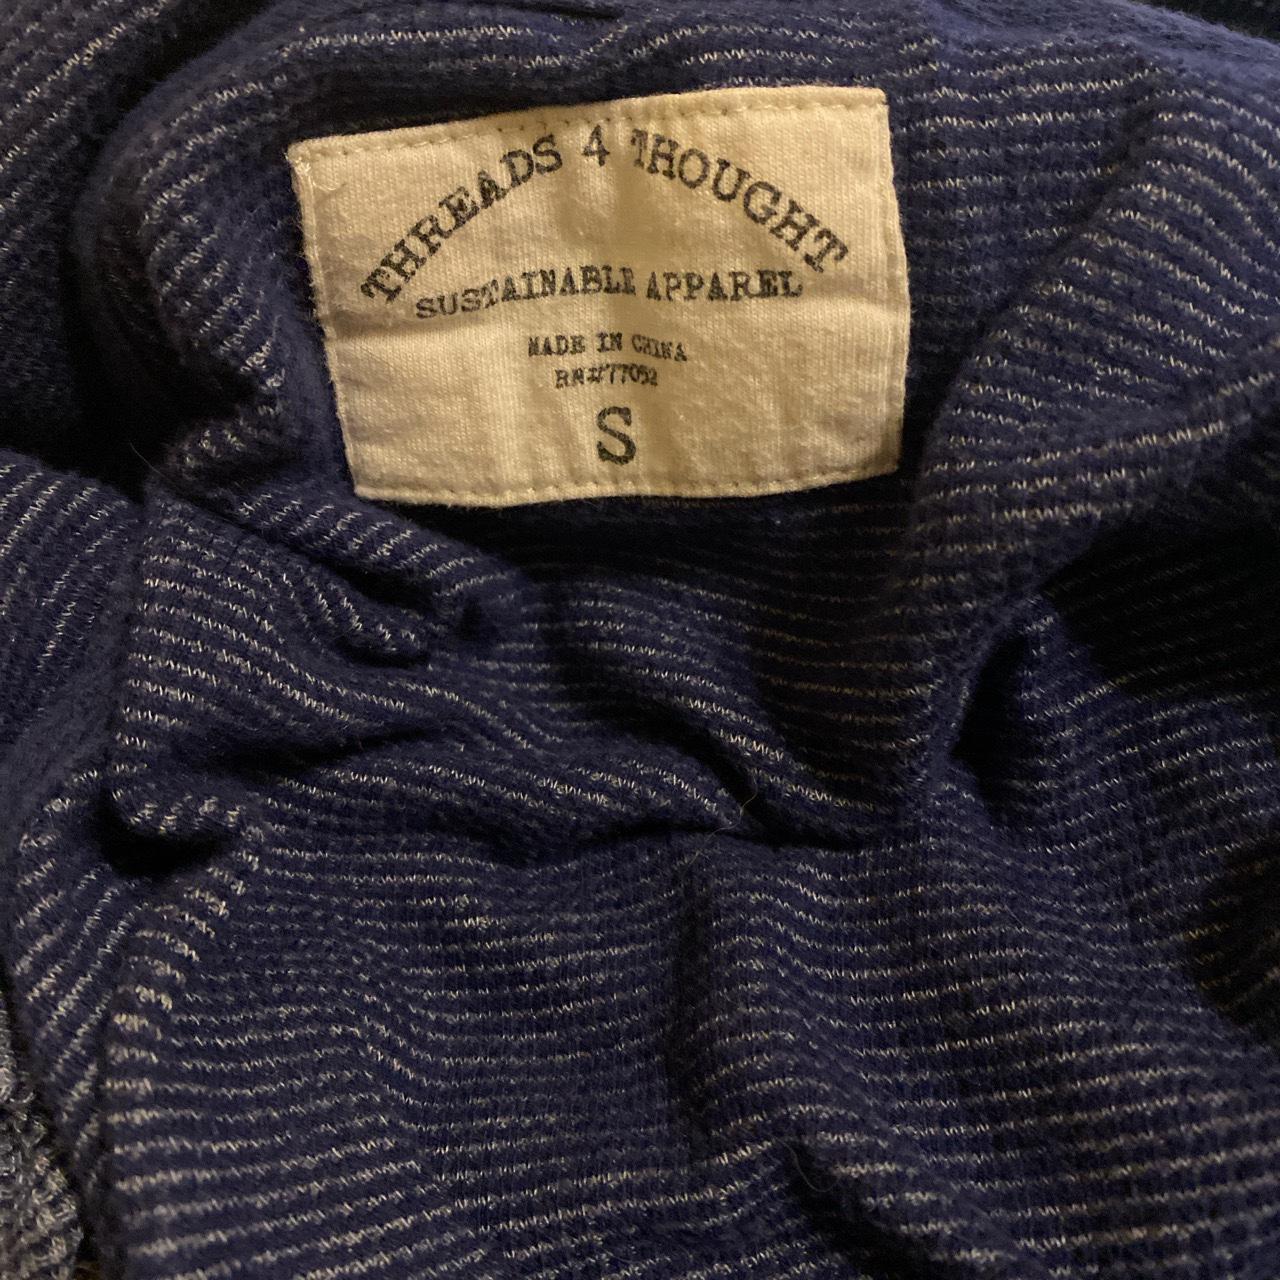 THREADS 4 THOUGHT
SUSTAINABLE APPAREL
MADE IN CHINA
RN#77052
S